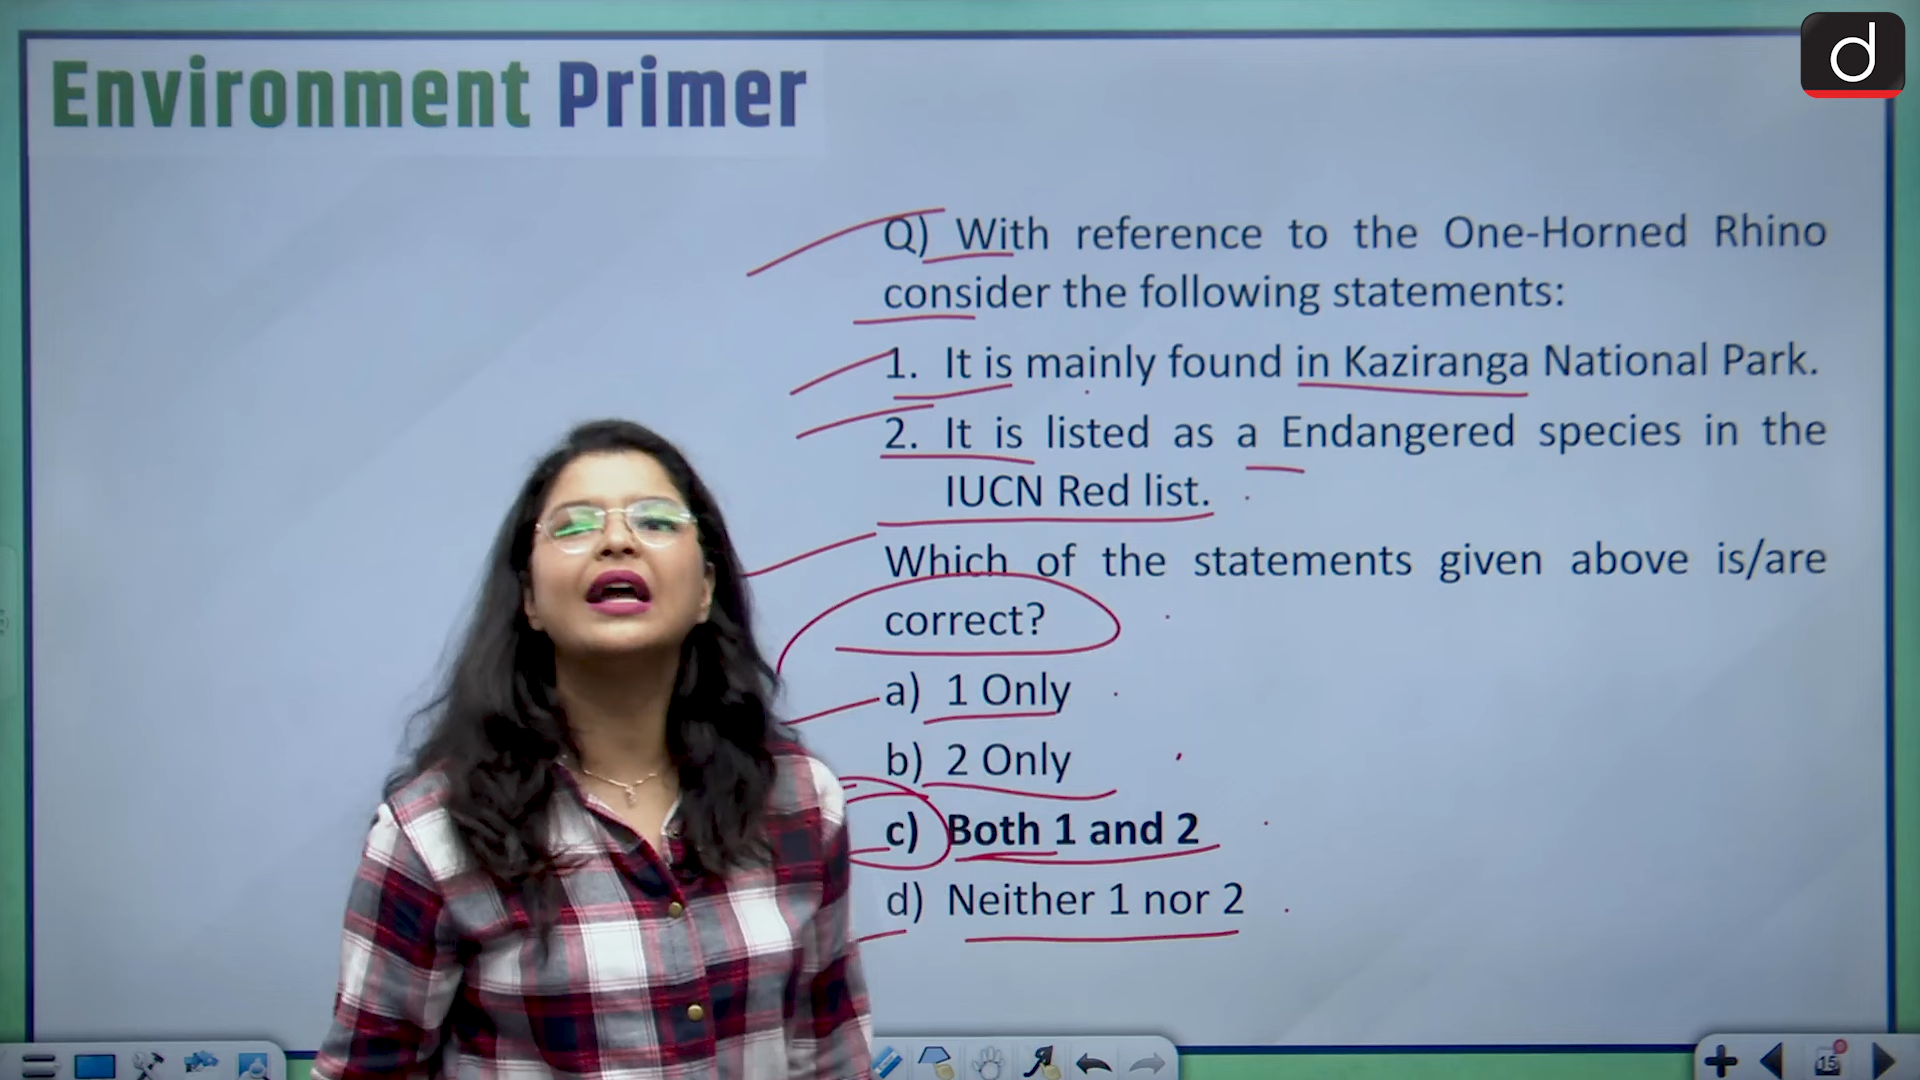 d
Environment Primer
Q) With reference to the One-Horned Rhino
consider the following statements:
1. It is mainly found in Kaziranga National Park.
2. It is listed as a Endangered species in the
IUCN Red list.
Which of the statements given above is/are
correct?
a) 1 Only
b) 2 Only
c) Both 1 and 2
d) Neither 1 nor 2
15